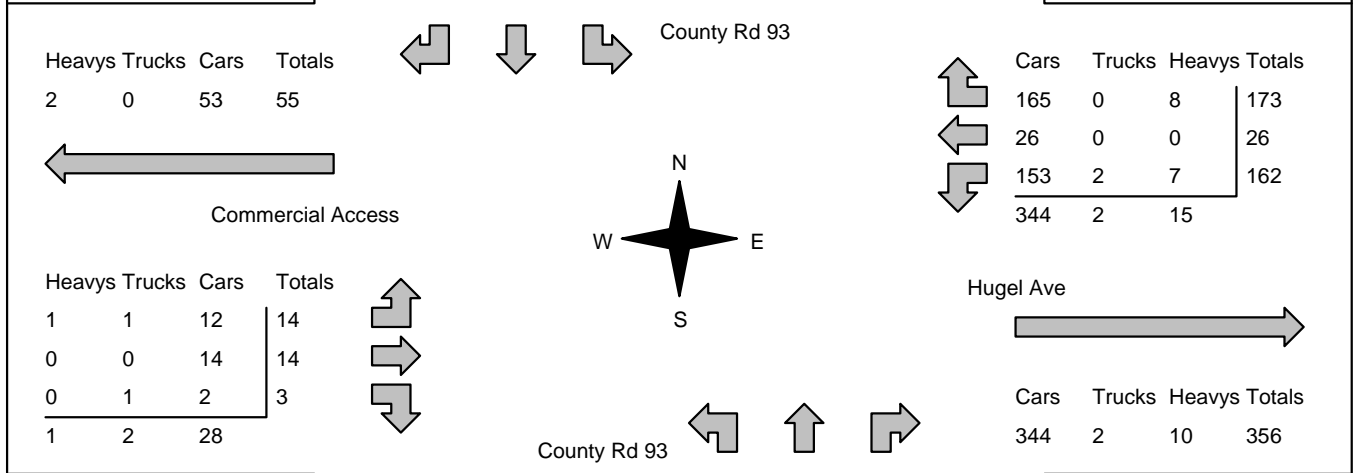 County Rd 93
Heavys Trucks Cars Totals
2 0 53 55
Cars Trucks Heavys Totals
165 0 8 173
26 0 0 26
153 2 7 162
344 2 15
Commercial Access
N
W E
S
Heavys Trucks Cars Totals
1 1 12 14
0 0 14 14
0 1 2 3
1 2 28
Hugel Ave
Cars Trucks Heavys Totals
344 2 10 356
County Rd 93